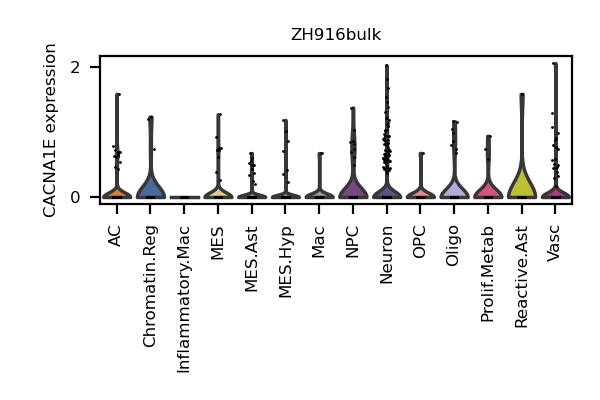 ZH916bulk
CACNA1E expression
2
0
AC
Chromatin.Reg
Inflammatory.Mac
MES
MES.Ast
MES.Hyp
Mac
NPC
Neuron
OPC
Oligo
Prolif.Metab
Reactive.Ast
Vasc